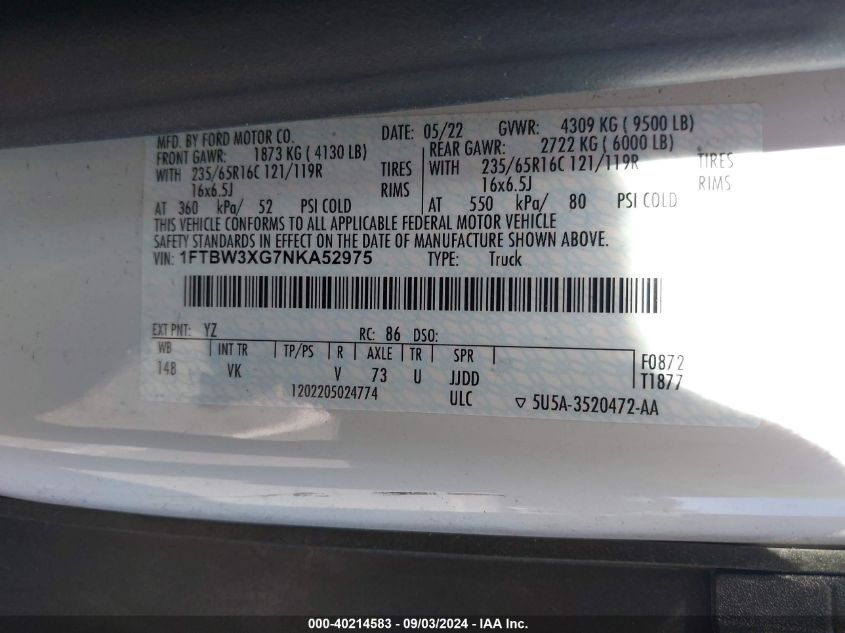 MFD. BY FORD MOTOR CO. DATE: 05/22 GVWR: 4309 KG ( 9500 LB)
FRONT GAWR: 1873 KG ( 4130 LB) REAR GAWR: 2722 KG ( 6000 LB)
WITH 235/65R16C 121/119R TIRES WITH 235/65R16C 121/119R TIRES
16x6.5J RIMS 16x6.5J RIMS
AT 360 kPa/ 52 PSI COLD AT 550 kPa/ 80 PSI COLD
THIS VEHICLE CONFORMS TO ALL APPLICABLE FEDERAL MOTOR VEHICLE
SAFETY STANDARDS IN EFFECT ON THE DATE OF MANUFACTURE SHOWN ABOVE.
VIN: 1FTBW3XG7NKA52975 TYPE: Truck
EXT PNT: YZ RC: 86 DSO:
WB INT TR TP/PS R AXLE TR SPR F0872
148 VK V 73 U JJDD T1877
1202205024774 ULC ▽ 5U5A-3520472-AA
000-40214583 - 09/03/2024 - IAA Inc.